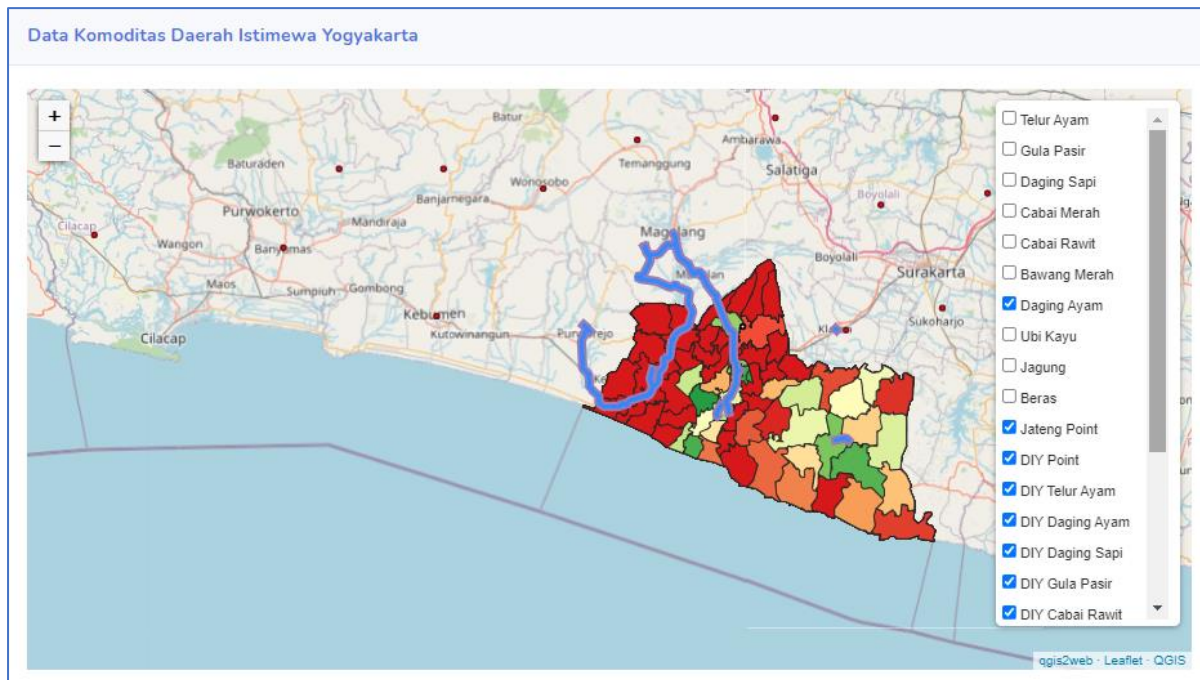 Data Komoditas Daerah Istimewa Yogyakarta
+
−
Batur
Ambarawa
Baturaden
Temanggung
Salatiga
Wonosobo
Banjarnegara
Boyolali
Purwokerto
Mandiraja
Cilacap
Magelang
Wangon
Banyumas
Boyolali
Surakarta
Maos
Sumpiuh
Gombong
Kebumen
Sukoharjo
Cilacap
Kutowinangun
Telur Ayam
Gula Pasir
Daging Sapi
Cabai Merah
Cabai Rawit
Bawang Merah
Daging Ayam
Ubi Kayu
Jagung
Beras
Jateng Point
DIY Point
DIY Telur Ayam
DIY Daging Ayam
DIY Daging Sapi
DIY Gula Pasir
DIY Cabai Rawit
qgis2web · Leaflet · QGIS